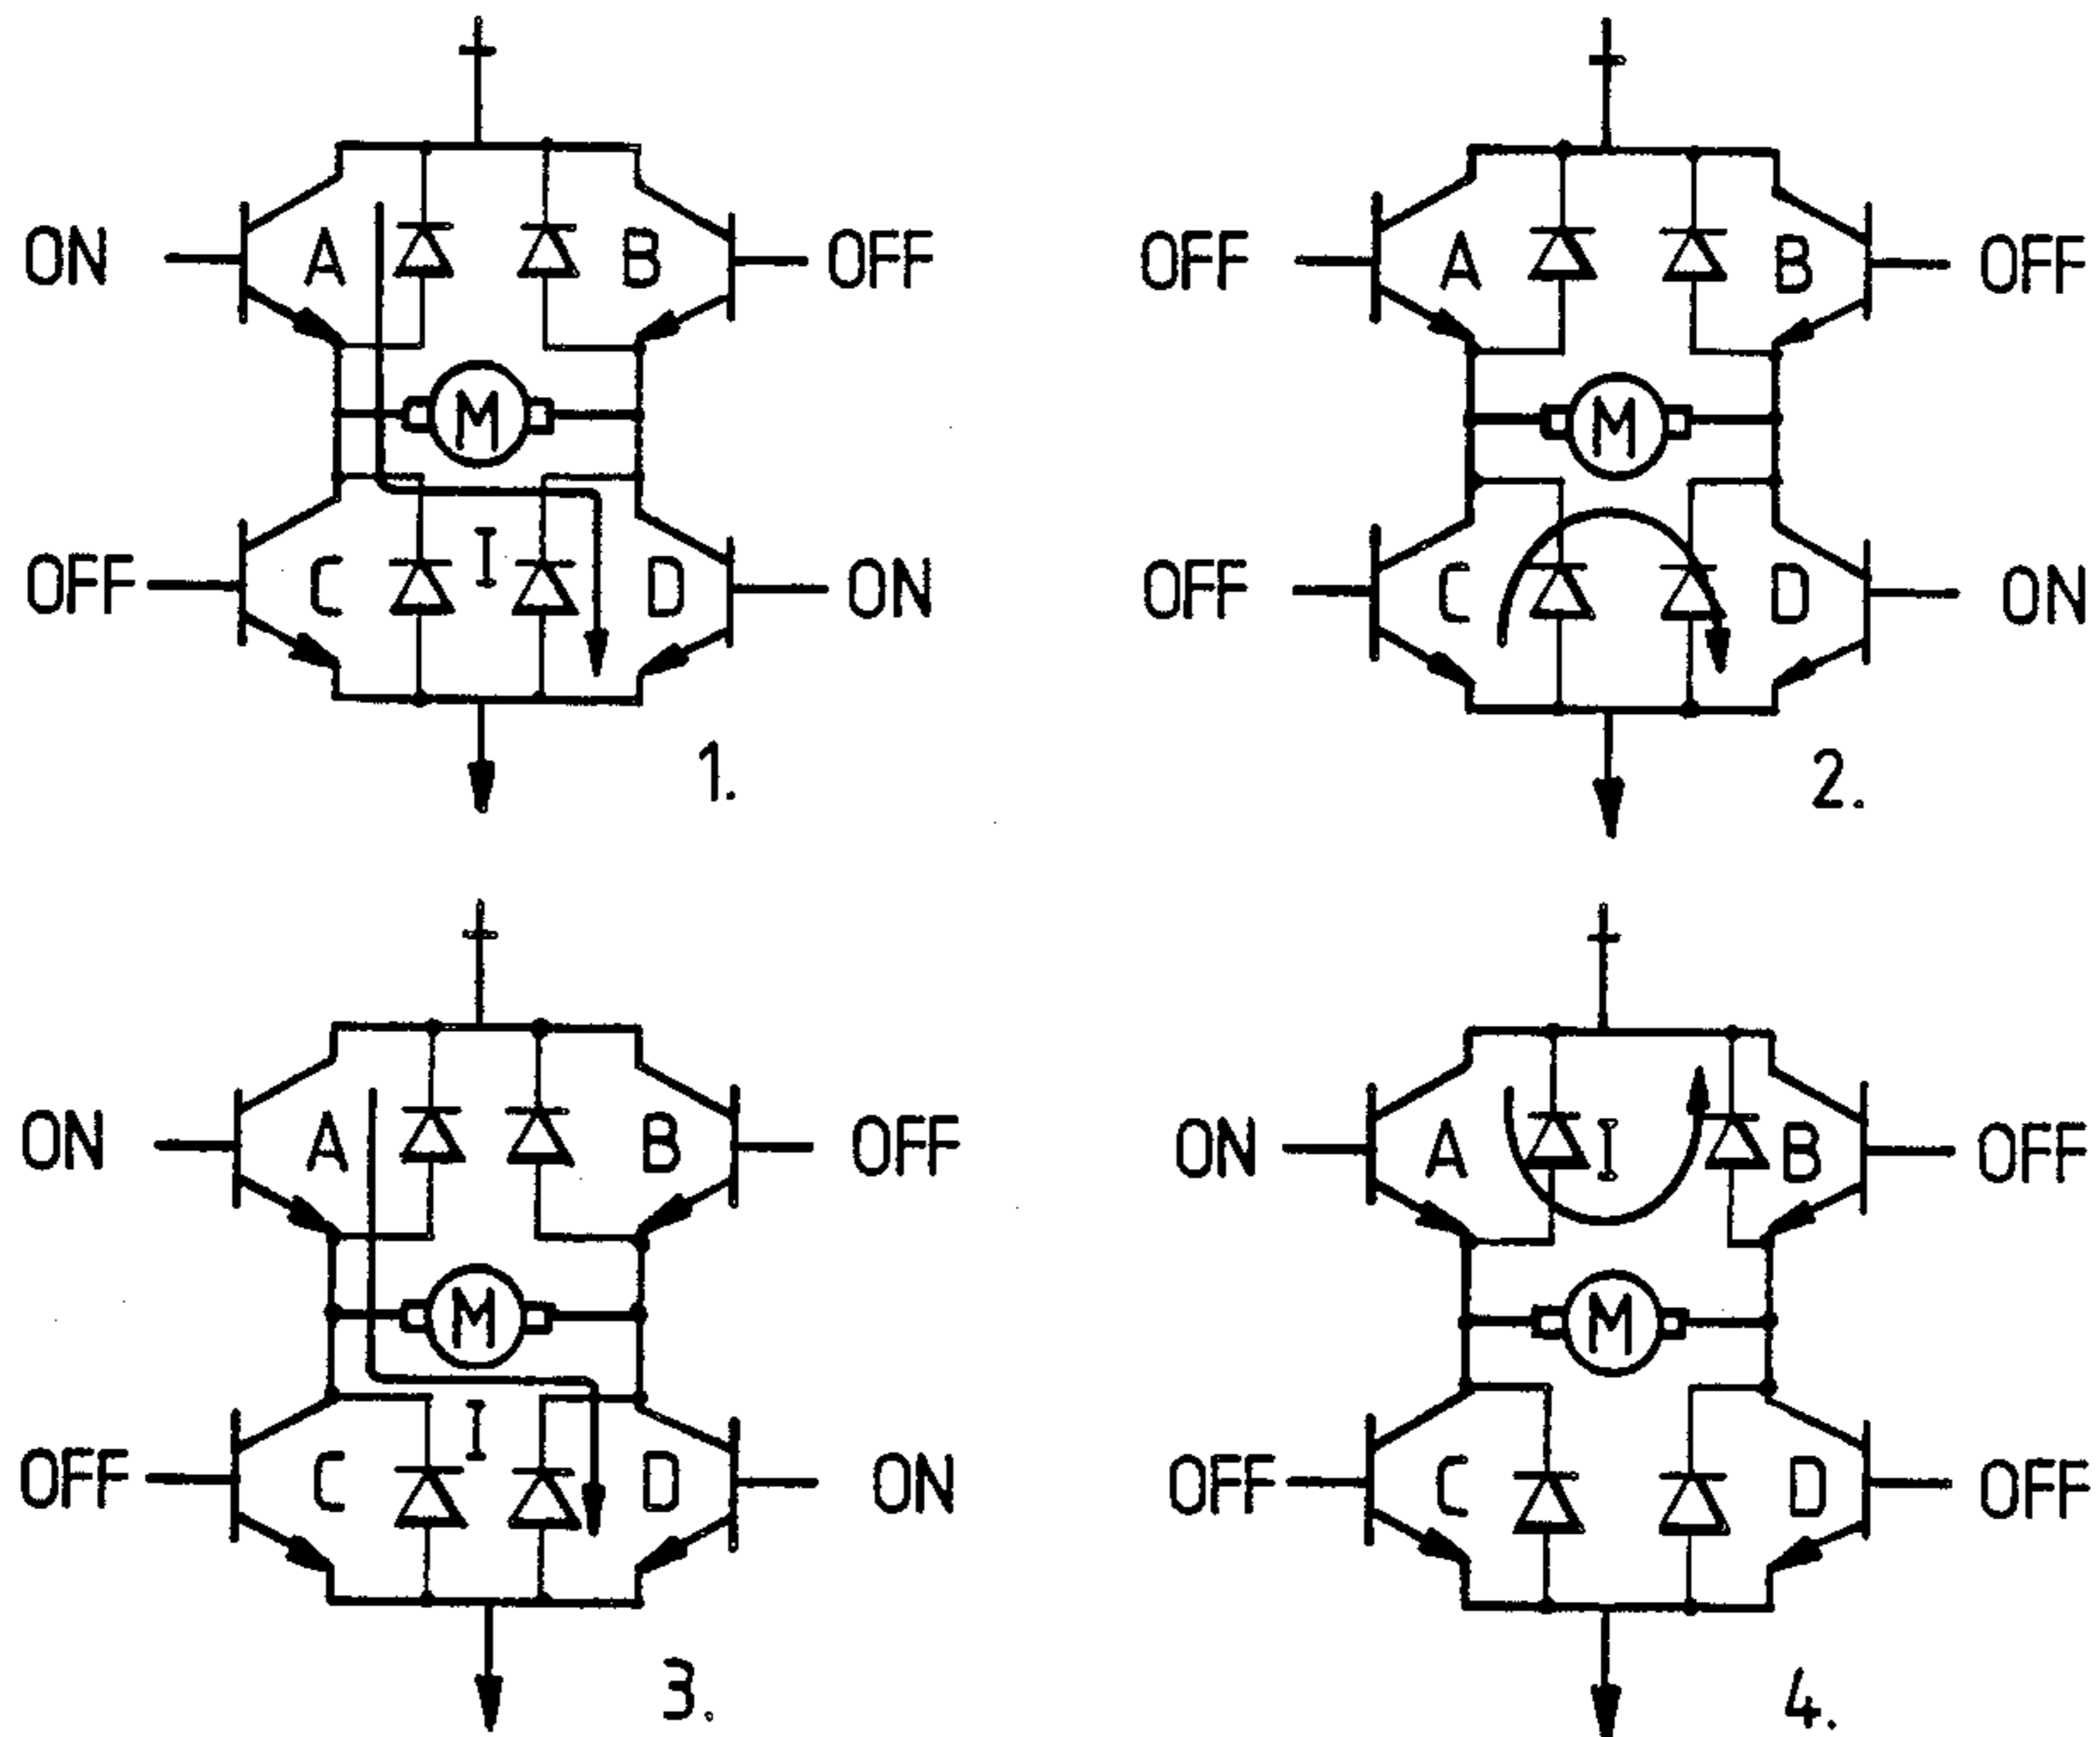 ON A B OFF
M
OFF C I D ON
1.
OFF A B OFF
M
OFF C D ON
2.
ON A B OFF
M
OFF C I D ON
3.
ON A I B OFF
M
OFF C D OFF
4.